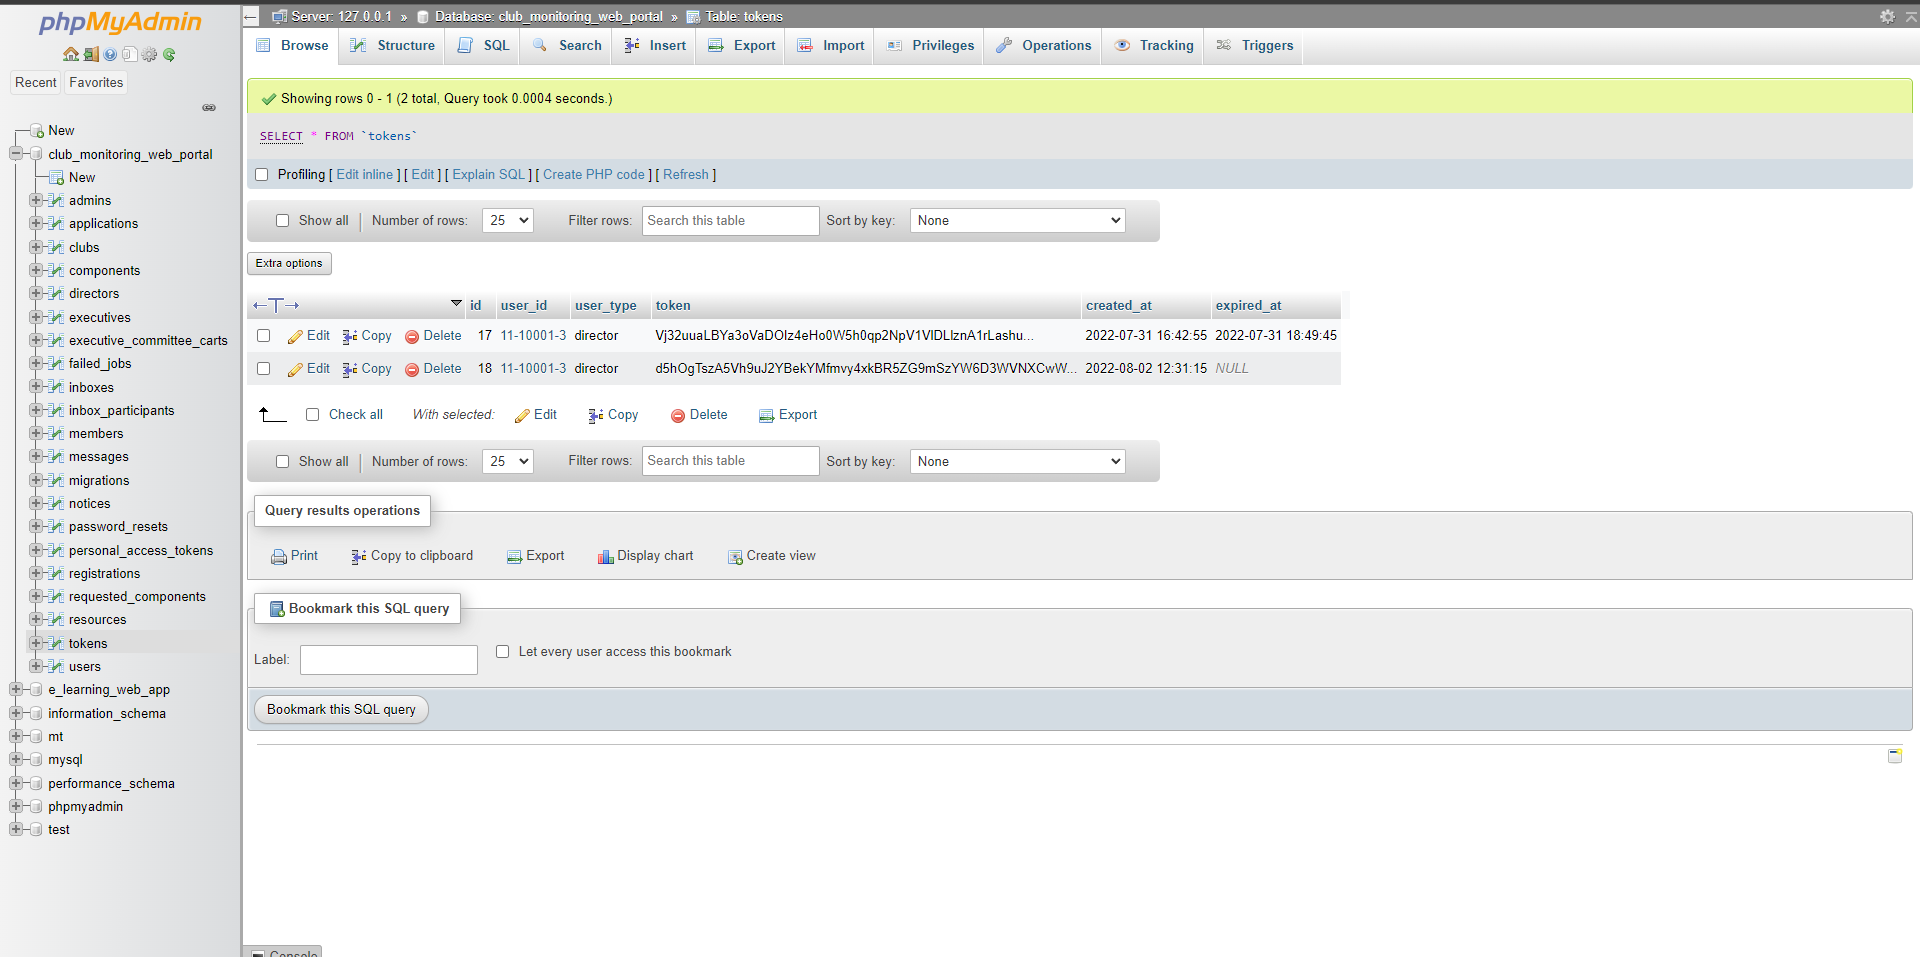 phpMyAdmin
Recent Favorites
New
club_monitoring_web_portal
New
admins
applications
clubs
components
directors
executives
executive_committee_carts
failed_jobs
inboxes
inbox_participants
members
messages
migrations
notices
password_resets
personal_access_tokens
registrations
requested_components
resources
tokens
users
e_learning_web_app
information_schema
mt
mysql
performance_schema
phpmyadmin
test
Server: 127.0.0.1 » Database: club_monitoring_web_portal » Table: tokens
Browse Structure SQL Search Insert Export Import Privileges Operations Tracking Triggers
Showing rows 0 - 1 (2 total, Query took 0.0004 seconds.)
SELECT * FROM `tokens`
Profiling [ Edit inline ] [ Edit ] [ Explain SQL ] [ Create PHP code ] [ Refresh ]
Show all Number of rows: 25 Filter rows: Search this table Sort by key: None
Extra options
id user_id user_type token created_at expired_at
Edit Copy Delete 17 11-10001-3 director Vj32uuaLBYa3oVaDOIz4eHo0W5h0qp2NpV1VlDLlznA1rLashu... 2022-07-31 16:42:55 2022-07-31 18:49:45
Edit Copy Delete 18 11-10001-3 director d5hOgTszA5Vh9uJ2YBekYMfmvy4xkBR5ZG9mSzYW6D3WVNXCwW... 2022-08-02 12:31:15 NULL
Check all With selected: Edit Copy Delete Export
Show all Number of rows: 25 Filter rows: Search this table Sort by key: None
Query results operations
Print Copy to clipboard Export Display chart Create view
Bookmark this SQL query
Label: Let every user access this bookmark
Bookmark this SQL query
Console